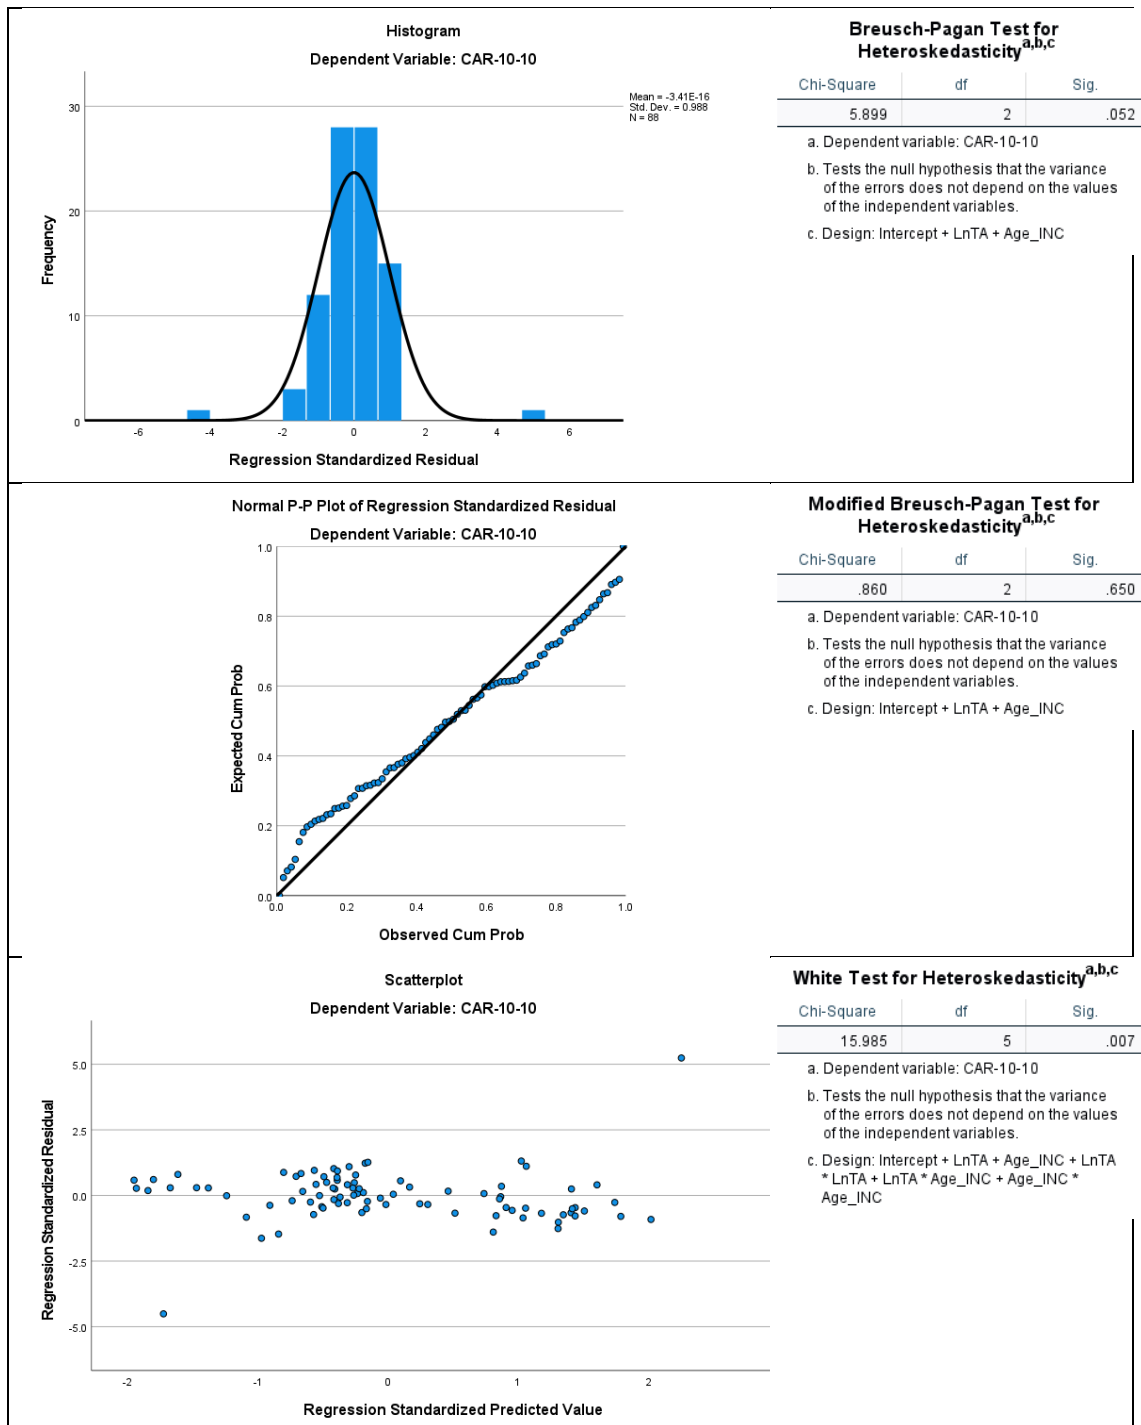 Histogram
Dependent Variable: CAR-10-10
Mean = -3.41E-16
Std. Dev. = 0.988
N = 88
Frequency
30
20
10
0
-6
-4
-2
0
2
4
6
Regression Standardized Residual
Breusch-Pagan Test for
Heteroskedasticity a,b,c
Chi-Square df Sig.
5.899 2 .052
a. Dependent variable: CAR-10-10
b. Tests the null hypothesis that the variance
of the errors does not depend on the values
of the independent variables.
c. Design: Intercept + LnTA + Age_INC
Normal P-P Plot of Regression Standardized Residual
Dependent Variable: CAR-10-10
Expected Cum Prob
1.0
0.8
0.6
0.4
0.2
0.0
0.0
0.2
0.4
0.6
0.8
1.0
Observed Cum Prob
Modified Breusch-Pagan Test for
Heteroskedasticity a,b,c
Chi-Square df Sig.
.860 2 .650
a. Dependent variable: CAR-10-10
b. Tests the null hypothesis that the variance
of the errors does not depend on the values
of the independent variables.
c. Design: Intercept + LnTA + Age_INC
Scatterplot
Dependent Variable: CAR-10-10
Regression Standardized Residual
5.0
2.5
0.0
-2.5
-5.0
-2
-1
0
1
2
Regression Standardized Predicted Value
White Test for Heteroskedasticity a,b,c
Chi-Square df Sig.
15.985 5 .007
a. Dependent variable: CAR-10-10
b. Tests the null hypothesis that the variance
of the errors does not depend on the values
of the independent variables.
c. Design: Intercept + LnTA + Age_INC + LnTA
* LnTA + LnTA * Age_INC + Age_INC *
Age_INC